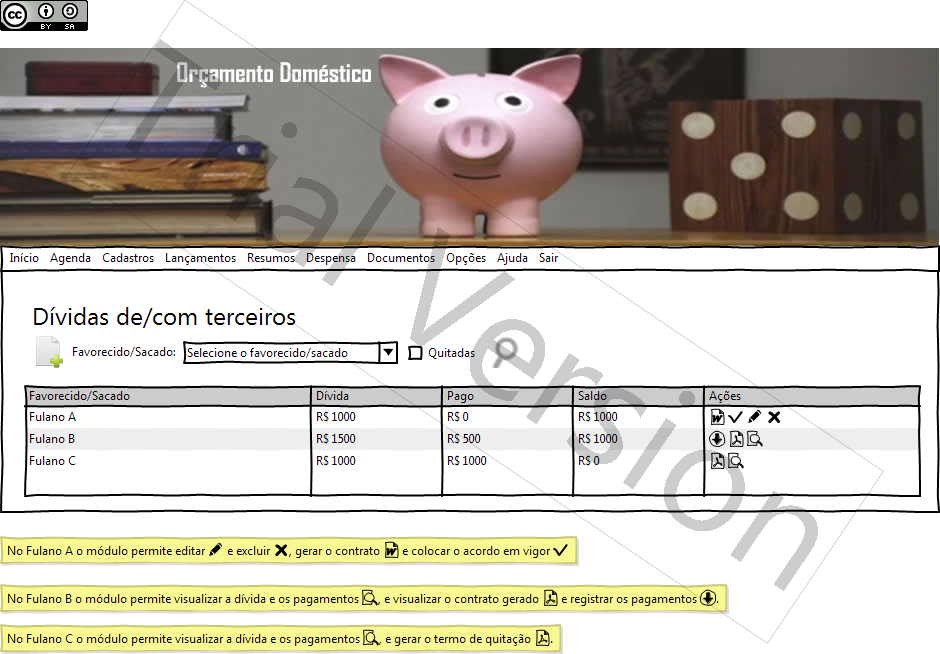 cc
BY SA
Orçamento Doméstico
Início Agenda Cadastros Lançamentos Resumos Despensa Documentos Opções Ajuda Sair
Dívidas de/com terceiros
Favorecido/Sacado: Selecione o favorecido/sacado Quitadas
Favorecido/Sacado Dívida Pago Saldo Ações
Fulano A R$ 1000 R$ 0 R$ 1000
Fulano B R$ 1500 R$ 500 R$ 1000
Fulano C R$ 1000 R$ 1000 R$ 0
No Fulano A o módulo permite editar e excluir , gerar o contrato e colocar o acordo em vigor
No Fulano B o módulo permite visualizar a dívida e os pagamentos , e visualizar o contrato gerado e registrar os pagamentos .
No Fulano C o módulo permite visualizar a dívida e os pagamentos , e gerar o termo de quitação .
Trial Version